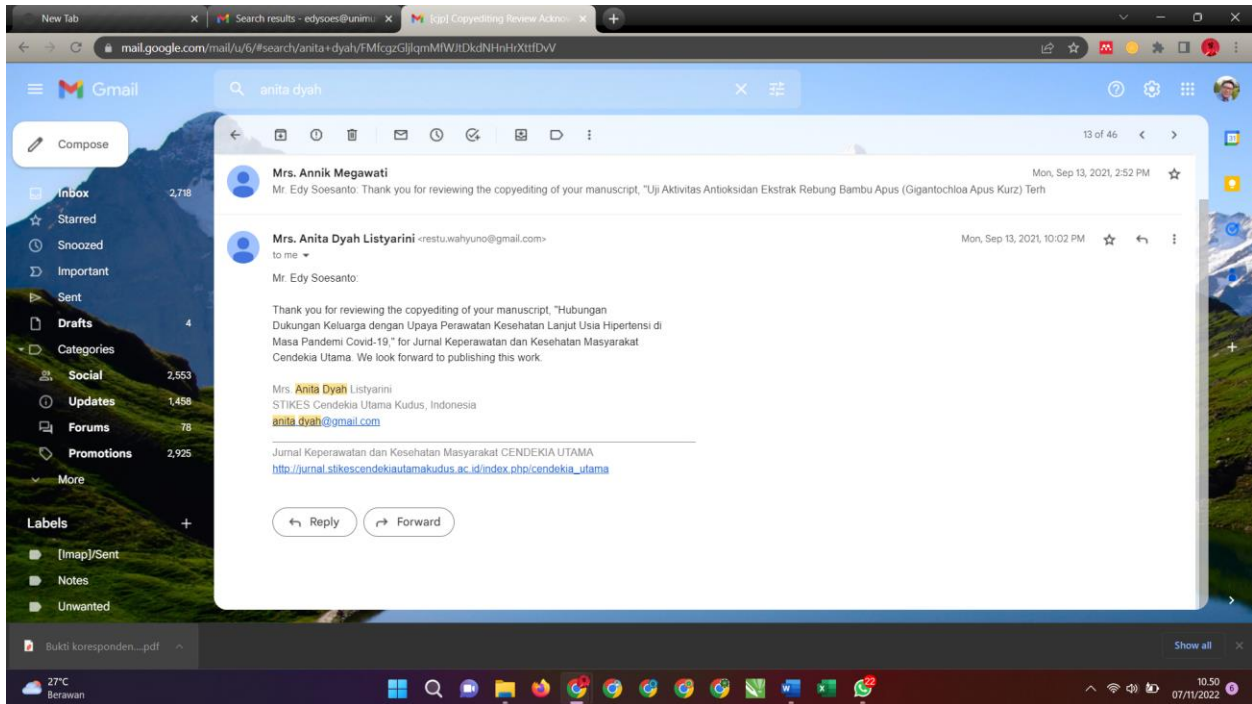 New Tab
Search results - edysoes@unimu
[cjp] Copyediting Review Acknow
mail.google.com/mail/u/6/#search/anita+dyah/FMfcgzGljlqmMfWJtDkdNHnHrXttfDvV
Gmail
anita dyah
Compose
13 of 46
Inbox 2,718
Starred
Snoozed
Important
Sent
Drafts 4
Categories
Social 2,553
Updates 1,458
Forums 78
Promotions 2,925
More
Labels
[Imap]/Sent
Notes
Unwanted
Mrs. Annik Megawati
Mon, Sep 13, 2021, 2:52 PM
Mr. Edy Soesanto: Thank you for reviewing the copyediting of your manuscript, "Uji Aktivitas Antioksidan Ekstrak Rebung Bambu Apus (Gigantochloa Apus Kurz) Terh
Mrs. Anita Dyah Listyarini <restu.wahyuno@gmail.com>
Mon, Sep 13, 2021, 10:02 PM
to me
Mr. Edy Soesanto:
Thank you for reviewing the copyediting of your manuscript, "Hubungan
Dukungan Keluarga dengan Upaya Perawatan Kesehatan Lanjut Usia Hipertensi di
Masa Pandemi Covid-19," for Jurnal Keperawatan dan Kesehatan Masyarakat
Cendekia Utama. We look forward to publishing this work.
Mrs. Anita Dyah Listyarini
STIKES Cendekia Utama Kudus, Indonesia
anita.dyah@gmail.com
Jurnal Keperawatan dan Kesehatan Masyarakat CENDEKIA UTAMA
http://jurnal.stikescendekiautamakudus.ac.id/index.php/cendekia_utama
Reply
Forward
Bukti koresponden....pdf
Show all
27°C
Berawan
22
10.50
07/11/2022
6